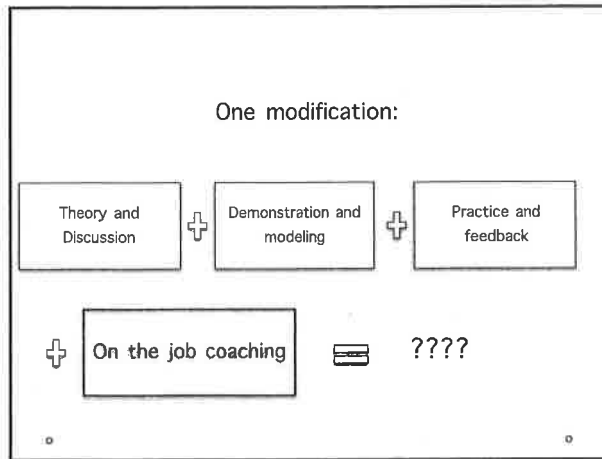 One modification:
Theory and
Discussion
Demonstration and
modeling
Practice and
feedback
On the job coaching
????